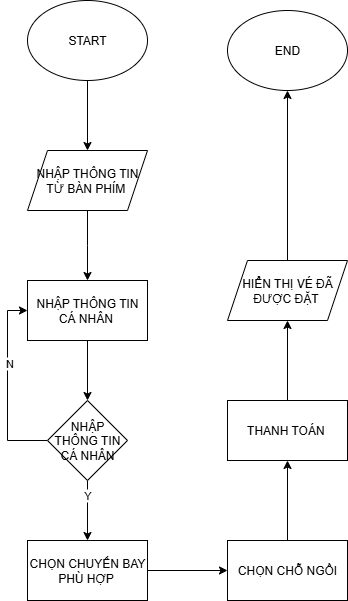 START
NHẬP THÔNG TIN
TỪ BÀN PHÍM
NHẬP THÔNG TIN
CÁ NHÂN
N
NHẬP
THÔNG TIN
CÁ NHÂN
Y
CHỌN CHUYẾN BAY
PHÙ HỢP
CHỌN CHỖ NGỒI
THANH TOÁN
HIỂN THỊ VÉ ĐÃ
ĐƯỢC ĐẶT
END